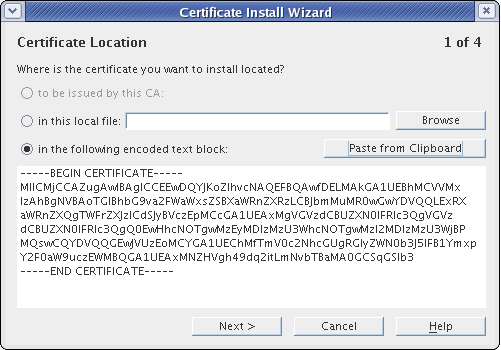 Certificate Install Wizard
Certificate Location
1 of 4
Where is the certificate you want to install located?
to be issued by this CA:
in this local file:
Browse
in the following encoded text block:
Paste from Clipboard
-----BEGIN CERTIFICATE-----
MIICMjCCAZugAwIBAgICCEEwDQYJKoZIhvcNAQEFBQAwfDELMAkGA1UEBhMCVVMx
IzAhBgNVBAoTGlBhbG9va2FWaWxsZSBXaWRnZXRzLCBJbmMuMR0wGwYDVQQLExRX
aWRnZXQgTWFrZXJzICdSJyBVczEpMCcGA1UEAxMgVGVzdCBUZXN0IFRlc3QgVGVz
dCBUZXN0IFRlc3QgQ0EwHhcNOTgwMzEyMDIzMzU3WhcNOTgwMzI2MDIzMzU3WjBP
MQswCQYDVQQGEwJVUzEoMCYGA1UEChMfTmV0c2NhcGUgRGlyZWN0b3J5IFB1Ymxp
Y2F0aW9uczEWMBQGA1UEAxMNZHVgh49dq2itLmNvbTBaMA0GCSqGSIb3
-----END CERTIFICATE-----
Next >
Cancel
Help